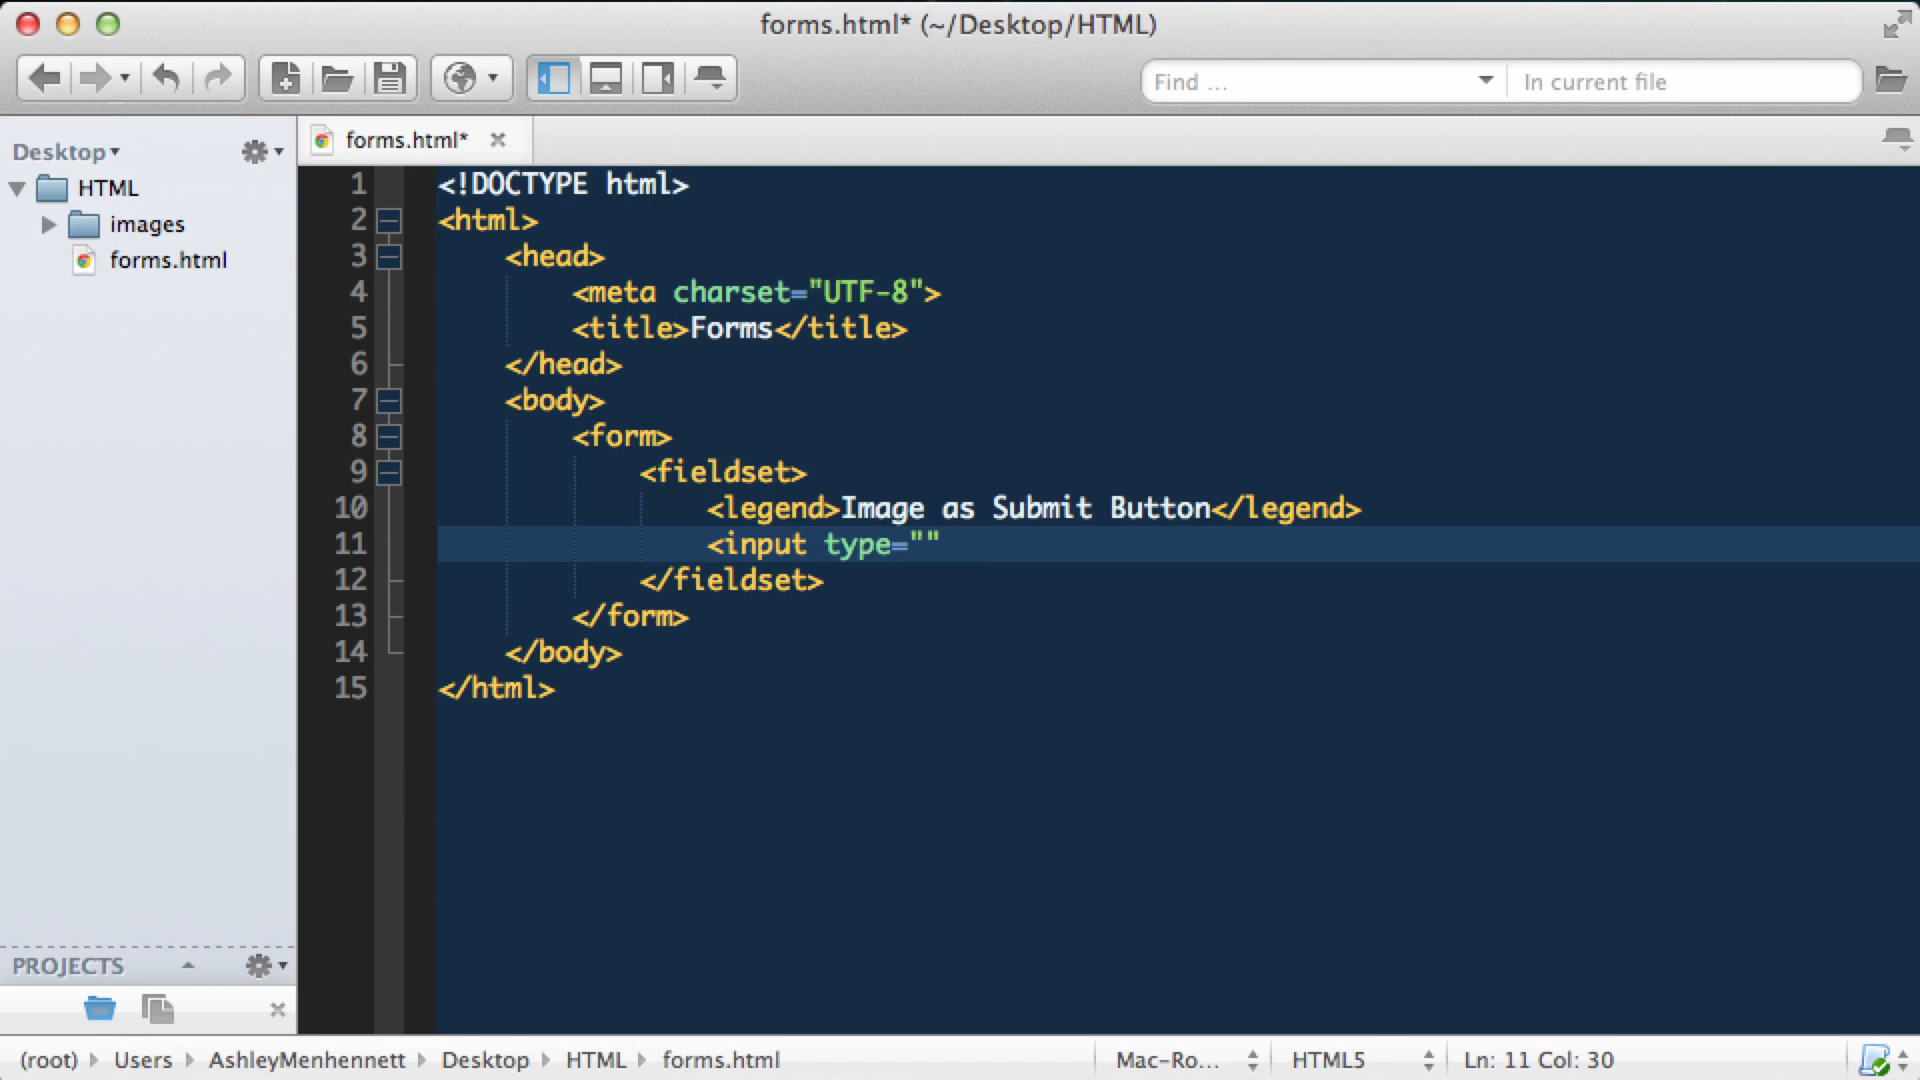 forms.html* (~/Desktop/HTML)
Find ...
In current file
Desktop
HTML
images
forms.html
forms.html*
1 <!DOCTYPE html>
2 <html>
3 <head>
4 <meta charset="UTF-8">
5 <title>Forms</title>
6 </head>
7 <body>
8 <form>
9 <fieldset>
10 <legend>Image as Submit Button</legend>
11 <input type=""
12 </fieldset>
13 </form>
14 </body>
15 </html>
PROJECTS
(root) Users AshleyMenhennett Desktop HTML forms.html
Mac-Ro... HTML5 Ln: 11 Col: 30